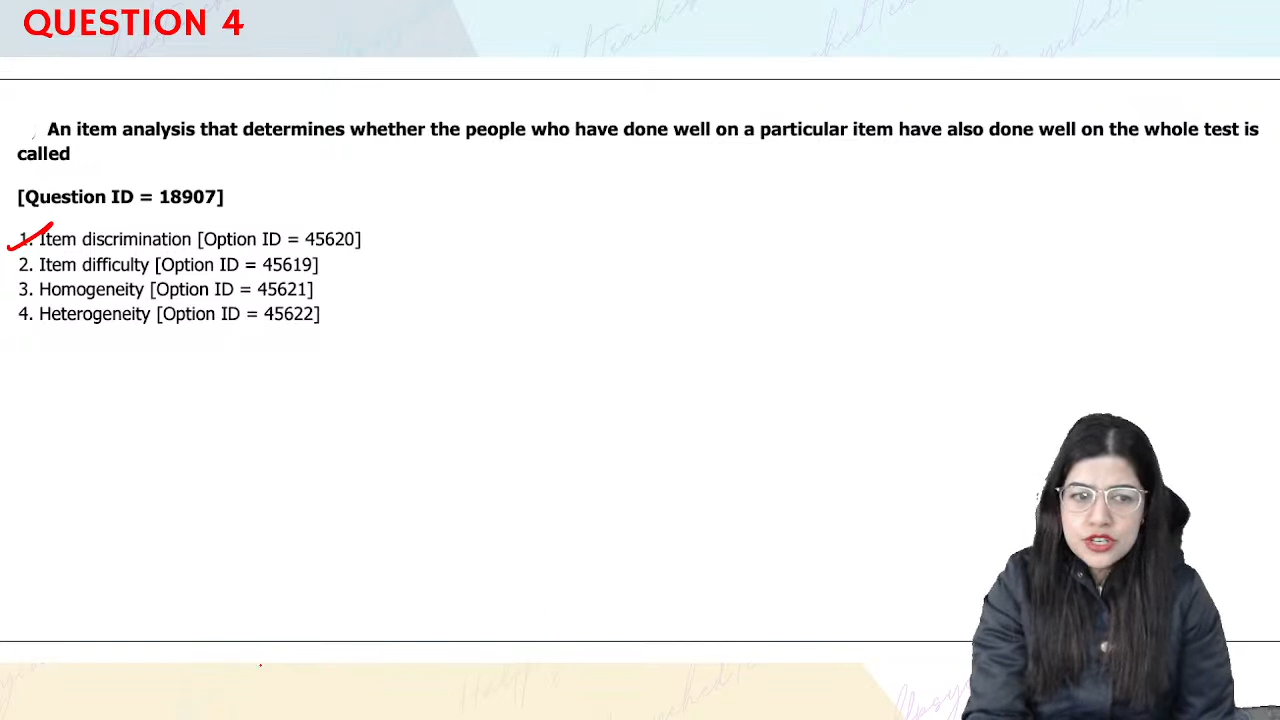 QUESTION 4
An item analysis that determines whether the people who have done well on a particular item have also done well on the whole test is
called
[Question ID = 18907]
1. Item discrimination [Option ID = 45620]
2. Item difficulty [Option ID = 45619]
3. Homogeneity [Option ID = 45621]
4. Heterogeneity [Option ID = 45622]